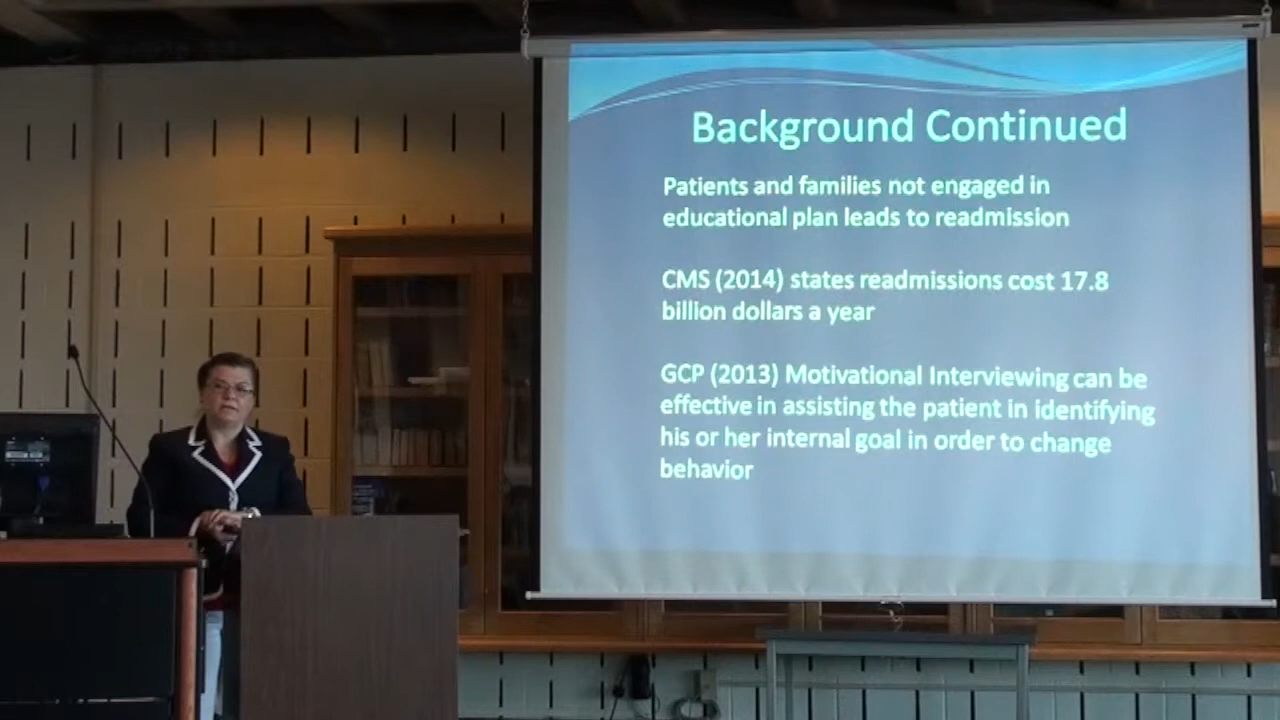 Background Continued
Patients and families not engaged in
educational plan leads to readmission
CMS (2014) states readmissions cost 17.8
billion dollars a year
GCP (2013) Motivational Interviewing can be
effective in assisting the patient in identifying
his or her internal goal in order to change
behavior